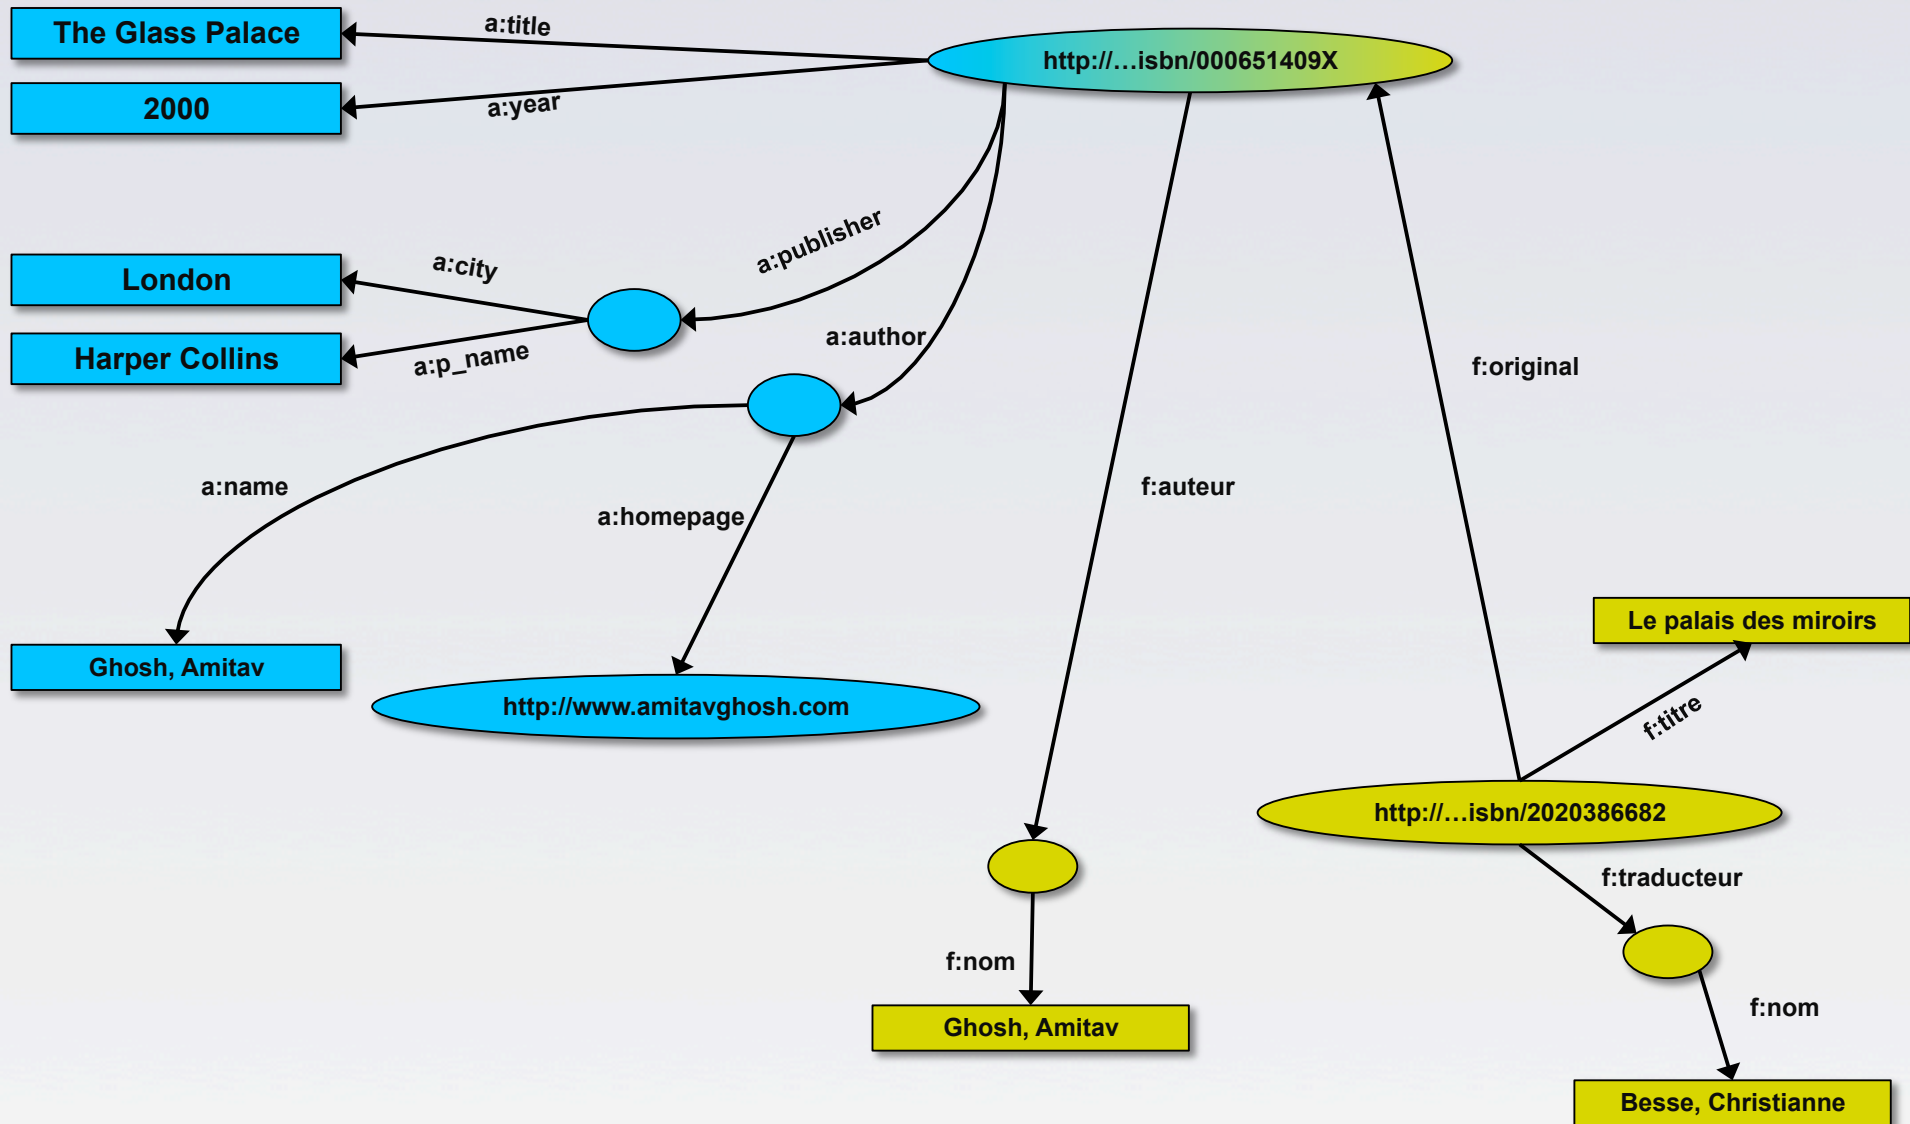 The Glass Palace
a:title
http://…isbn/000651409X
2000
a:year
a:publisher
London
a:city
Harper Collins
a:p_name
a:author
f:original
a:name
a:homepage
f:auteur
Le palais des miroirs
Ghosh, Amitav
http://www.amitavghosh.com
f:titre
http://…isbn/2020386682
f:traducteur
f:nom
f:nom
Ghosh, Amitav
Besse, Christianne